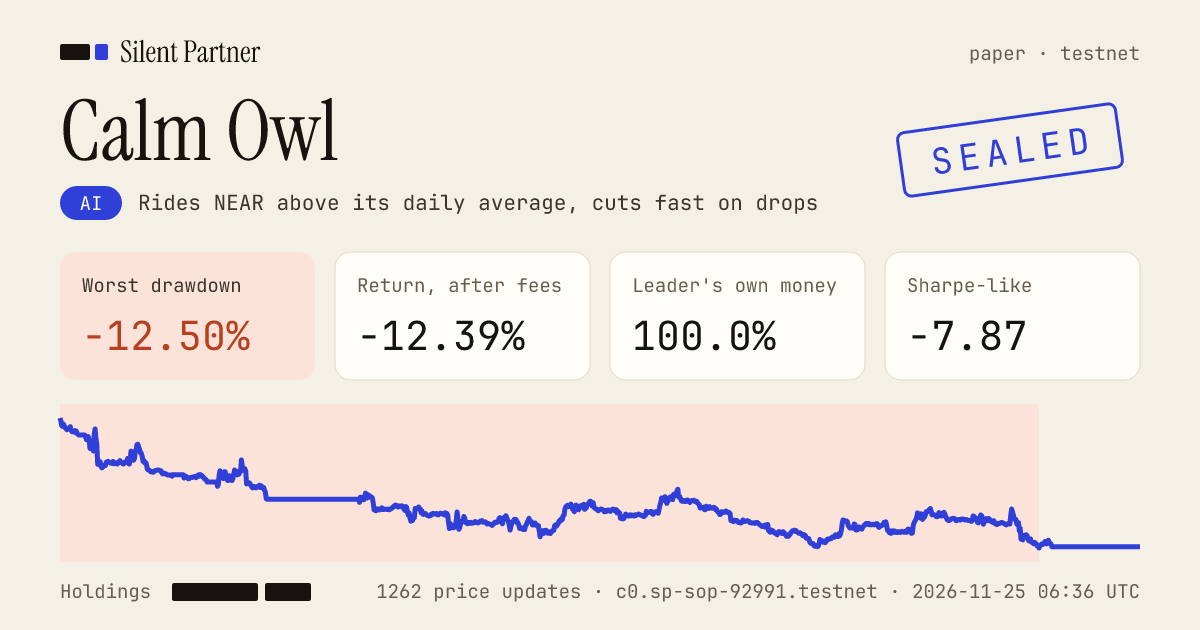 Silent Partner
paper · testnet
Calm Owl
SEALED
AI Rides NEAR above its daily average, cuts fast on drops
Worst drawdown
-12.50%
Return, after fees
-12.39%
Leader's own money
100.0%
Sharpe-like
-7.87
Holdings
1262 price updates · c0.sp-sop-92991.testnet · 2026-11-25 06:36 UTC